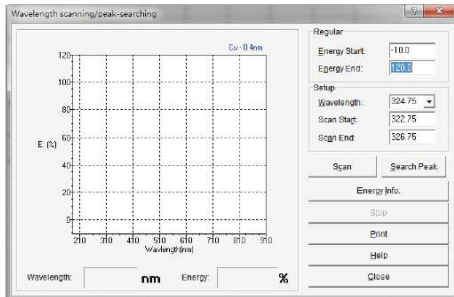 Wavelength scanning/peak-searching
Cu - 0.4nm
120
100
80
60
40
20
0
E. (%)
210 310 410 510 610 710 810 910
Wavlength(nm)
Wavelength: nm Energy: %
Regular
Energy Start: -10.0
Energy End: 120.0
Setup
Wavelength: 324.75
Scan Start: 322.75
Scan End: 326.75
Scan Search Peak
Energy Info.
Stop
Print
Help
Close